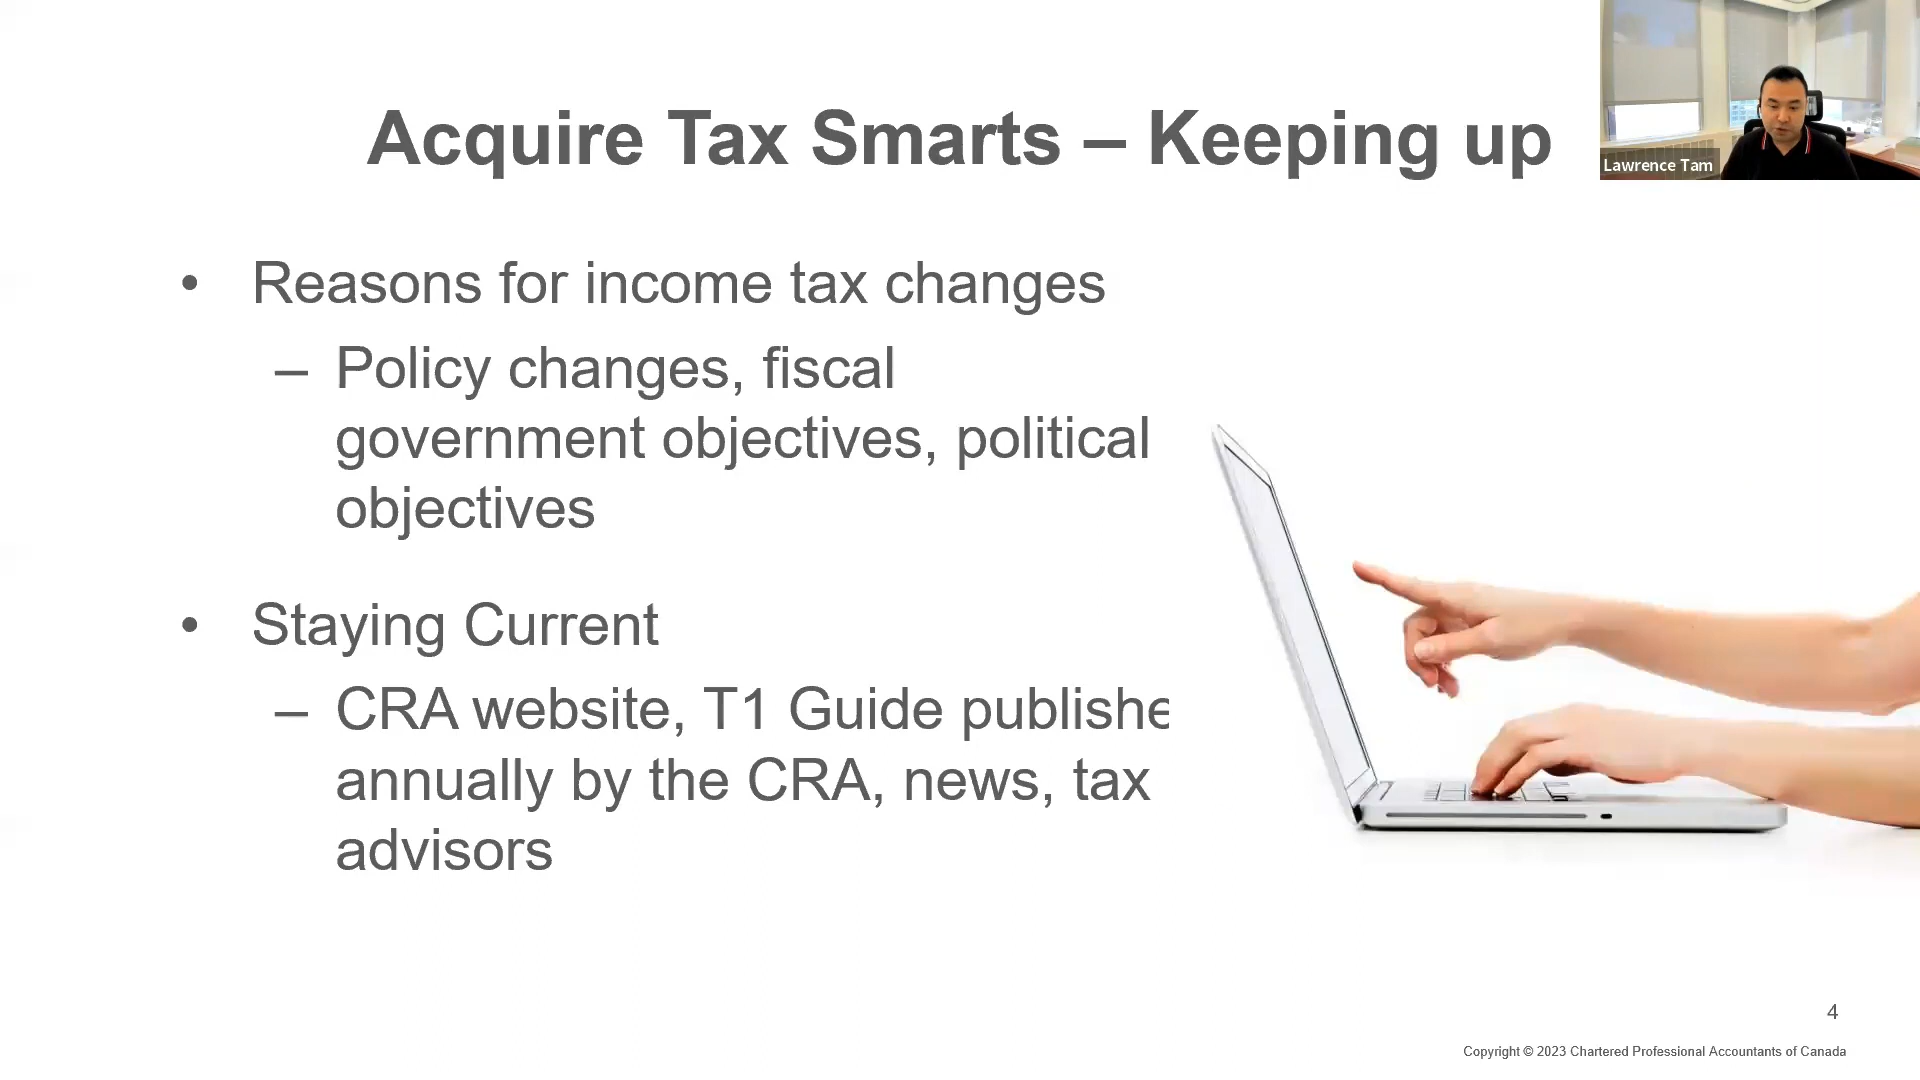 Acquire Tax Smarts – Keeping up
Lawrence Tam
• Reasons for income tax changes
– Policy changes, fiscal
government objectives, political
objectives
• Staying Current
– CRA website, T1 Guide publishe
annually by the CRA, news, tax
advisors
4
Copyright © 2023 Chartered Professional Accountants of Canada